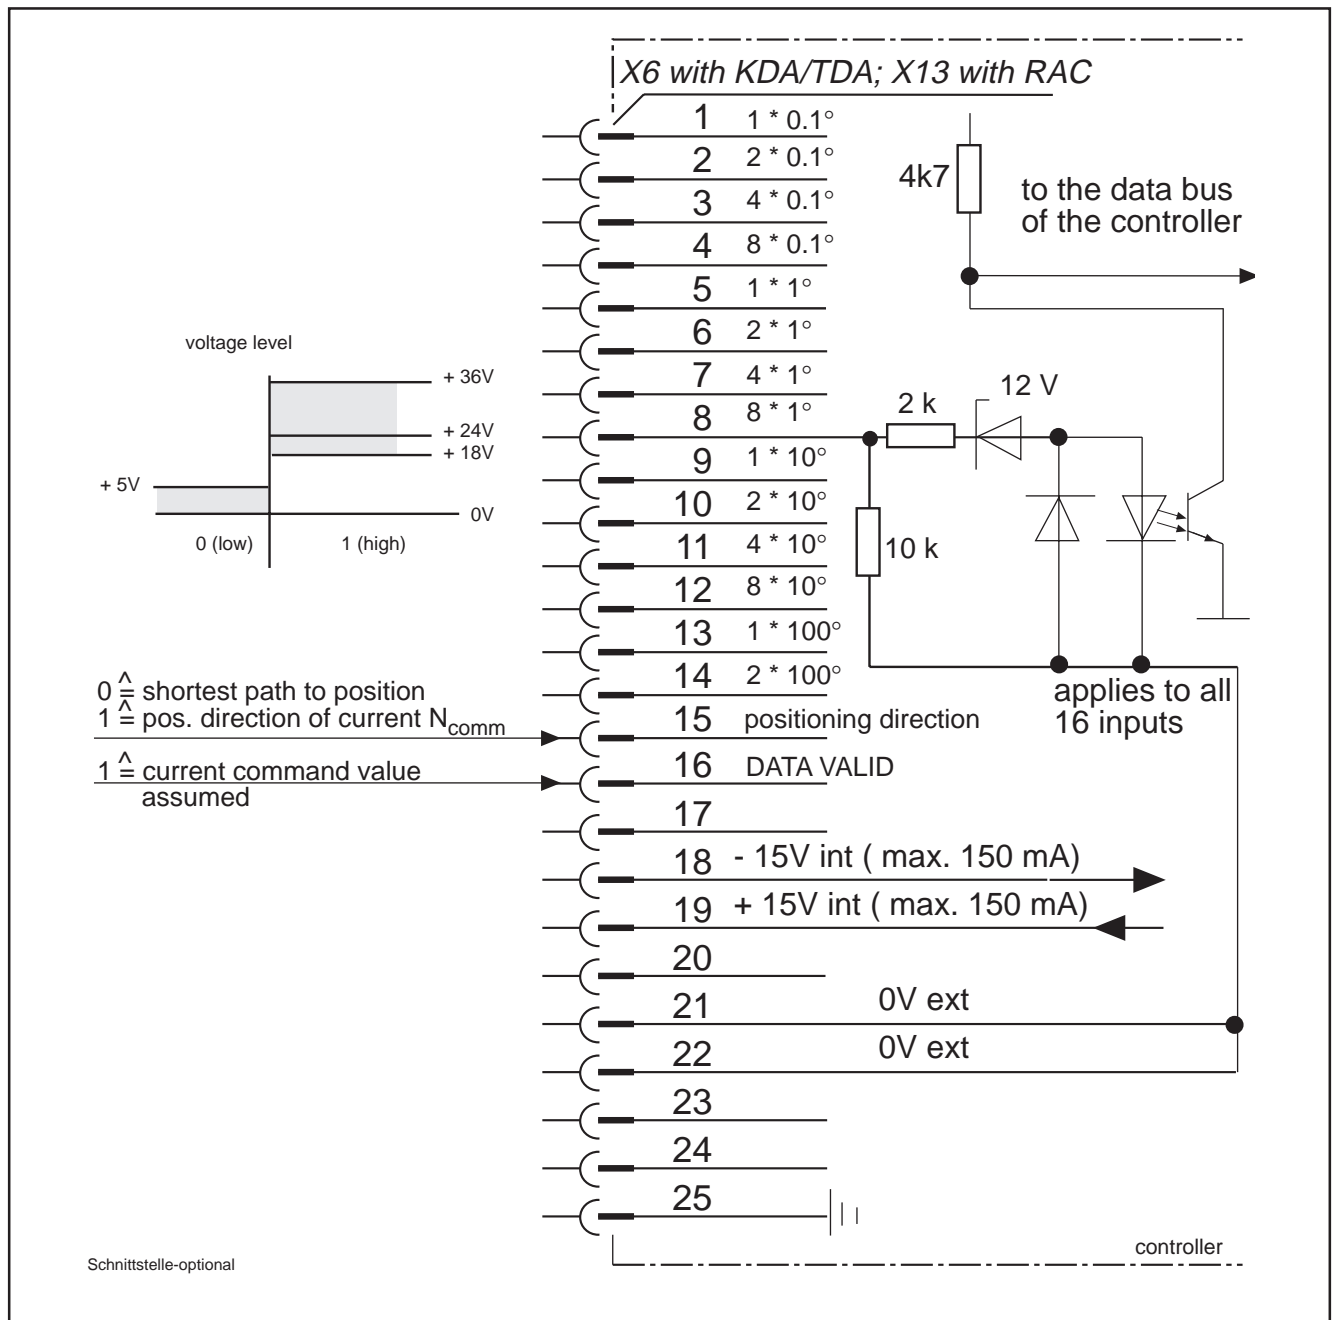 X6 with KDA/TDA; X13 with RAC
1 1 * 0.1°
2 2 * 0.1°
3 4 * 0.1°
4 8 * 0.1°
5 1 * 1°
6 2 * 1°
7 4 * 1°
8 8 * 1°
9 1 * 10°
10 2 * 10°
11 4 * 10°
12 8 * 10°
13 1 * 100°
14 2 * 100°
15 positioning direction
16 DATA VALID
17
18 - 15V int ( max. 150 mA)
19 + 15V int ( max. 150 mA)
20
21 0V ext
22 0V ext
23
24
25
4k7
to the data bus
of the controller
2 k
12 V
10 k
applies to all
16 inputs
voltage level
+ 36V
+ 24V
+ 18V
+ 5V
0V
0 (low)
1 (high)
0 ≙ shortest path to position
1 ≙ pos. direction of current Ncomm
1 ≙ current command value
assumed
controller
Schnittstelle-optional